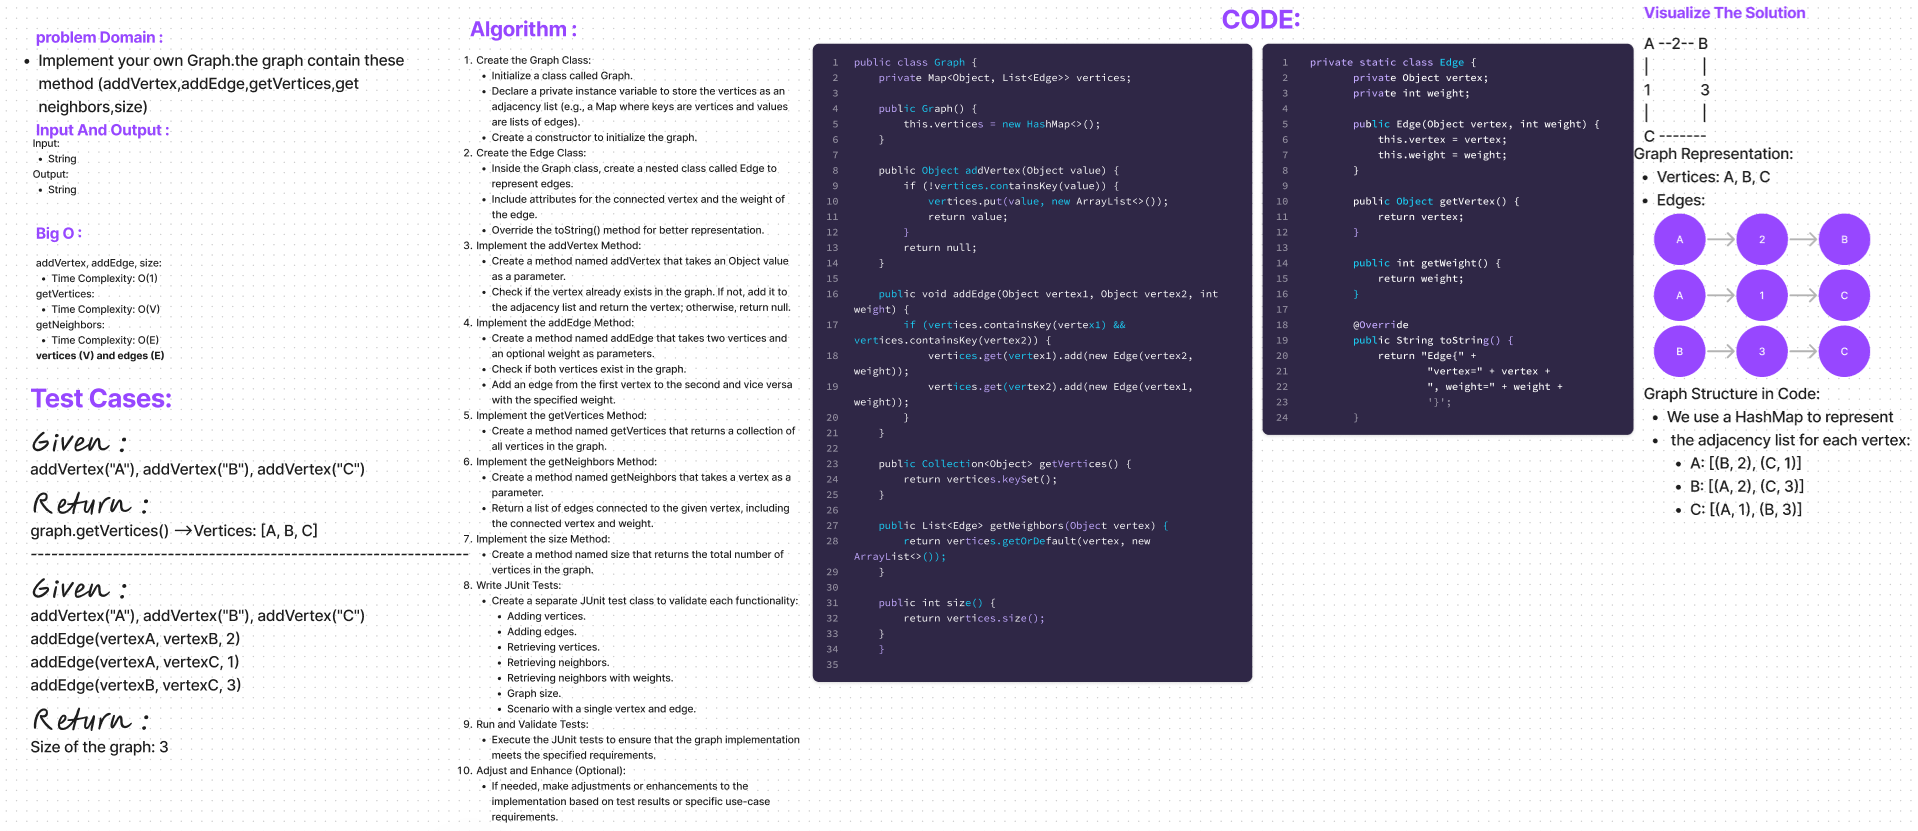 problem Domain :
• Implement your own Graph.the graph contain these
method (addVertex,addEdge,getVertices,get
neighbors,size)
Input And Output :
Input:
• String
Output:
• String
Big O :
addVertex, addEdge, size:
• Time Complexity: O(1)
getVertices:
• Time Complexity: O(V)
getNeighbors:
• Time Complexity: O(E)
vertices (V) and edges (E)
Test Cases:
Given :
addVertex("A"), addVertex("B"), addVertex("C")
Return :
graph.getVertices() —>Vertices: [A, B, C]
----------------------------------------------------------------
Given :
addVertex("A"), addVertex("B"), addVertex("C")
addEdge(vertexA, vertexB, 2)
addEdge(vertexA, vertexC, 1)
addEdge(vertexB, vertexC, 3)
Return :
Size of the graph: 3
Algorithm :
1. Create the Graph Class:
• Initialize a class called Graph.
• Declare a private instance variable to store the vertices as an
adjacency list (e.g., a Map where keys are vertices and values
are lists of edges).
• Create a constructor to initialize the graph.
2. Create the Edge Class:
• Inside the Graph class, create a nested class called Edge to
represent edges.
• Include attributes for the connected vertex and the weight of
the edge.
• Override the toString() method for better representation.
3. Implement the addVertex Method:
• Create a method named addVertex that takes an Object value
as a parameter.
• Check if the vertex already exists in the graph. If not, add it to
the adjacency list and return the vertex; otherwise, return null.
4. Implement the addEdge Method:
• Create a method named addEdge that takes two vertices and
an optional weight as parameters.
• Check if both vertices exist in the graph.
• Add an edge from the first vertex to the second and vice versa
with the specified weight.
5. Implement the getVertices Method:
• Create a method named getVertices that returns a collection of
all vertices in the graph.
6. Implement the getNeighbors Method:
• Create a method named getNeighbors that takes a vertex as a
parameter.
• Return a list of edges connected to the given vertex, including
the connected vertex and weight.
7. Implement the size Method:
• Create a method named size that returns the total number of
vertices in the graph.
8. Write JUnit Tests:
• Create a separate JUnit test class to validate each functionality:
• Adding vertices.
• Adding edges.
• Retrieving vertices.
• Retrieving neighbors.
• Retrieving neighbors with weights.
• Graph size.
• Scenario with a single vertex and edge.
9. Run and Validate Tests:
• Execute the JUnit tests to ensure that the graph implementation
meets the specified requirements.
10. Adjust and Enhance (Optional):
• If needed, make adjustments or enhancements to the
implementation based on test results or specific use-case
requirements.
CODE:
1 public class Graph {
2 private Map<Object, List<Edge>> vertices;
3
4 public Graph() {
5 this.vertices = new HashMap<>();
6 }
7
8 public Object addVertex(Object value) {
9 if (!vertices.containsKey(value)) {
10 vertices.put(value, new ArrayList<>());
11 return value;
12 }
13 return null;
14 }
15
16 public void addEdge(Object vertex1, Object vertex2, int
weight) {
17 if (vertices.containsKey(vertex1) &&
vertices.containsKey(vertex2)) {
18 vertices.get(vertex1).add(new Edge(vertex2,
weight));
19 vertices.get(vertex2).add(new Edge(vertex1,
weight));
20 }
21 }
22
23 public Collection<Object> getVertices() {
24 return vertices.keySet();
25 }
26
27 public List<Edge> getNeighbors(Object vertex) {
28 return vertices.getOrDefault(vertex, new
ArrayList<>());
29 }
30
31 public int size() {
32 return vertices.size();
33 }
34 }
35
1 private static class Edge {
2 private Object vertex;
3 private int weight;
4
5 public Edge(Object vertex, int weight) {
6 this.vertex = vertex;
7 this.weight = weight;
8 }
9
10 public Object getVertex() {
11 return vertex;
12 }
13
14 public int getWeight() {
15 return weight;
16 }
17
18 @Override
19 public String toString() {
20 return "Edge{" +
21 "vertex=" + vertex +
22 ", weight=" + weight +
23 '}';
24 }
Visualize The Solution
A --2-- B
| |
1 3
| |
C -------
Graph Representation:
• Vertices: A, B, C
• Edges:
A 2 B
A 1 C
B 3 C
Graph Structure in Code:
• We use a HashMap to represent
• the adjacency list for each vertex:
• A: [(B, 2), (C, 1)]
• B: [(A, 2), (C, 3)]
• C: [(A, 1), (B, 3)]